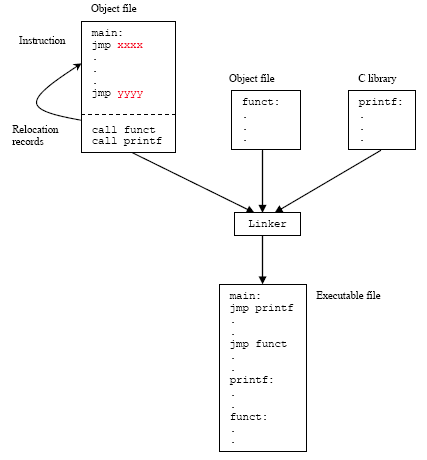 Object file
Instruction
main:
jmp xxxx
.
.
.
jmp yyyy
Relocation
records
call funct
call printf
Object file
funct:
.
.
.
C library
printf:
.
.
.
Linker
Executable file
main:
jmp printf
.
.
jmp funct
.
.
printf:
.
.
funct:
.
.